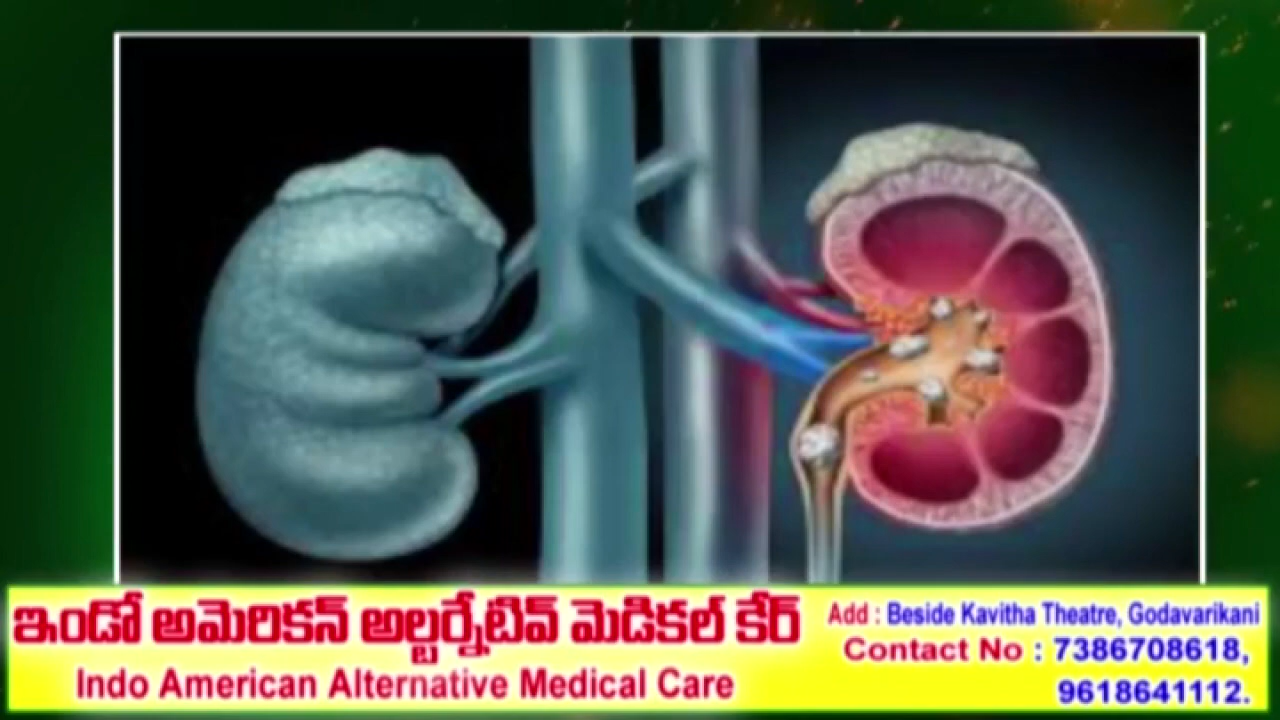 ఇండో అమెరికన్ అల్టర్నేటివ్ మెడికల్ కేర్
Indo American Alternative Medical Care
Add : Beside Kavitha Theatre, Godavarikani
Contact No : 7386708618,
9618641112.